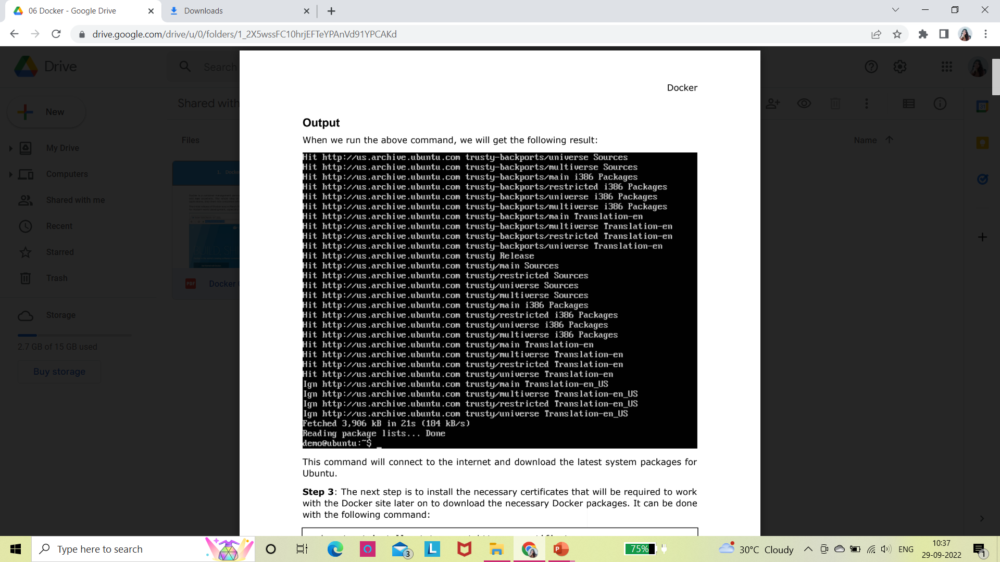 06 Docker - Google Drive
Downloads
drive.google.com/drive/u/0/folders/1_2X5wssFC10hrjEFTeYPAnVd91YPCAKd
Drive
Search
New
Shared with
My Drive
Computers
Shared with me
Recent
Starred
Trash
Storage
2.7 GB of 15 GB used
Buy storage
Files
Name
PDF
Docker
31
Docker
Output
When we run the above command, we will get the following result:
Hit http://us.archive.ubuntu.com trusty-backports/universe Sources
Hit http://us.archive.ubuntu.com trusty-backports/multiverse Sources
Hit http://us.archive.ubuntu.com trusty-backports/main i386 Packages
Hit http://us.archive.ubuntu.com trusty-backports/restricted i386 Packages
Hit http://us.archive.ubuntu.com trusty-backports/universe i386 Packages
Hit http://us.archive.ubuntu.com trusty-backports/multiverse i386 Packages
Hit http://us.archive.ubuntu.com trusty-backports/main Translation-en
Hit http://us.archive.ubuntu.com trusty-backports/multiverse Translation-en
Hit http://us.archive.ubuntu.com trusty-backports/restricted Translation-en
Hit http://us.archive.ubuntu.com trusty-backports/universe Translation-en
Hit http://us.archive.ubuntu.com trusty Release
Hit http://us.archive.ubuntu.com trusty/main Sources
Hit http://us.archive.ubuntu.com trusty/restricted Sources
Hit http://us.archive.ubuntu.com trusty/universe Sources
Hit http://us.archive.ubuntu.com trusty/multiverse Sources
Hit http://us.archive.ubuntu.com trusty/main i386 Packages
Hit http://us.archive.ubuntu.com trusty/restricted i386 Packages
Hit http://us.archive.ubuntu.com trusty/universe i386 Packages
Hit http://us.archive.ubuntu.com trusty/multiverse i386 Packages
Hit http://us.archive.ubuntu.com trusty/main Translation-en
Hit http://us.archive.ubuntu.com trusty/multiverse Translation-en
Hit http://us.archive.ubuntu.com trusty/restricted Translation-en
Hit http://us.archive.ubuntu.com trusty/universe Translation-en
Ign http://us.archive.ubuntu.com trusty/main Translation-en_US
Ign http://us.archive.ubuntu.com trusty/multiverse Translation-en_US
Ign http://us.archive.ubuntu.com trusty/restricted Translation-en_US
Ign http://us.archive.ubuntu.com trusty/universe Translation-en_US
Fetched 3,906 kB in 21s (184 kB/s)
Reading package lists... Done
demo@ubuntu:~$ _
This command will connect to the internet and download the latest system packages for
Ubuntu.
Step 3: The next step is to install the necessary certificates that will be required to work
with the Docker site later on to download the necessary Docker packages. It can be done
with the following command:
Type here to search
3
L
P
75%
30°C Cloudy
ENG
10:37
29-09-2022
1